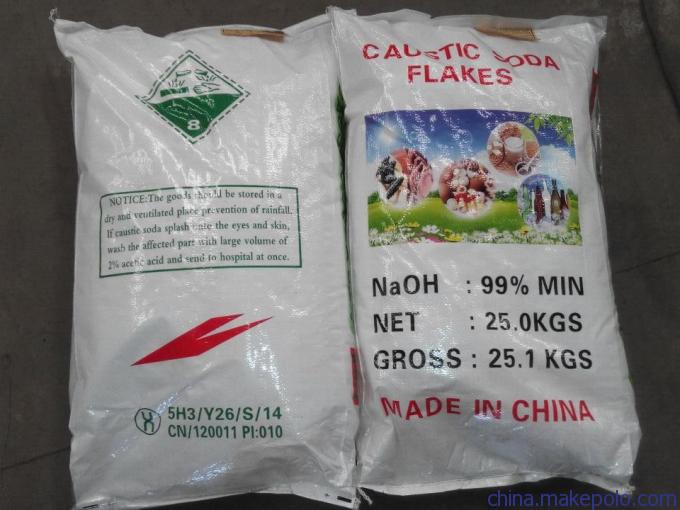 8
NOTICE:The goods should be stored in a
dry and ventilated place prevention of rainfall.
If caustic soda splash onto the eyes and skin,
wash the affected part with large volume of
2% acetic acid and send to hospital at once.
5H3/Y26/S/14
CN/120011 PI:010
CAUSTIC SODA
FLAKES
NaOH : 99% MIN
NET : 25.0KGS
GROSS : 25.1 KGS
MADE IN CHINA
china.makepolo.com